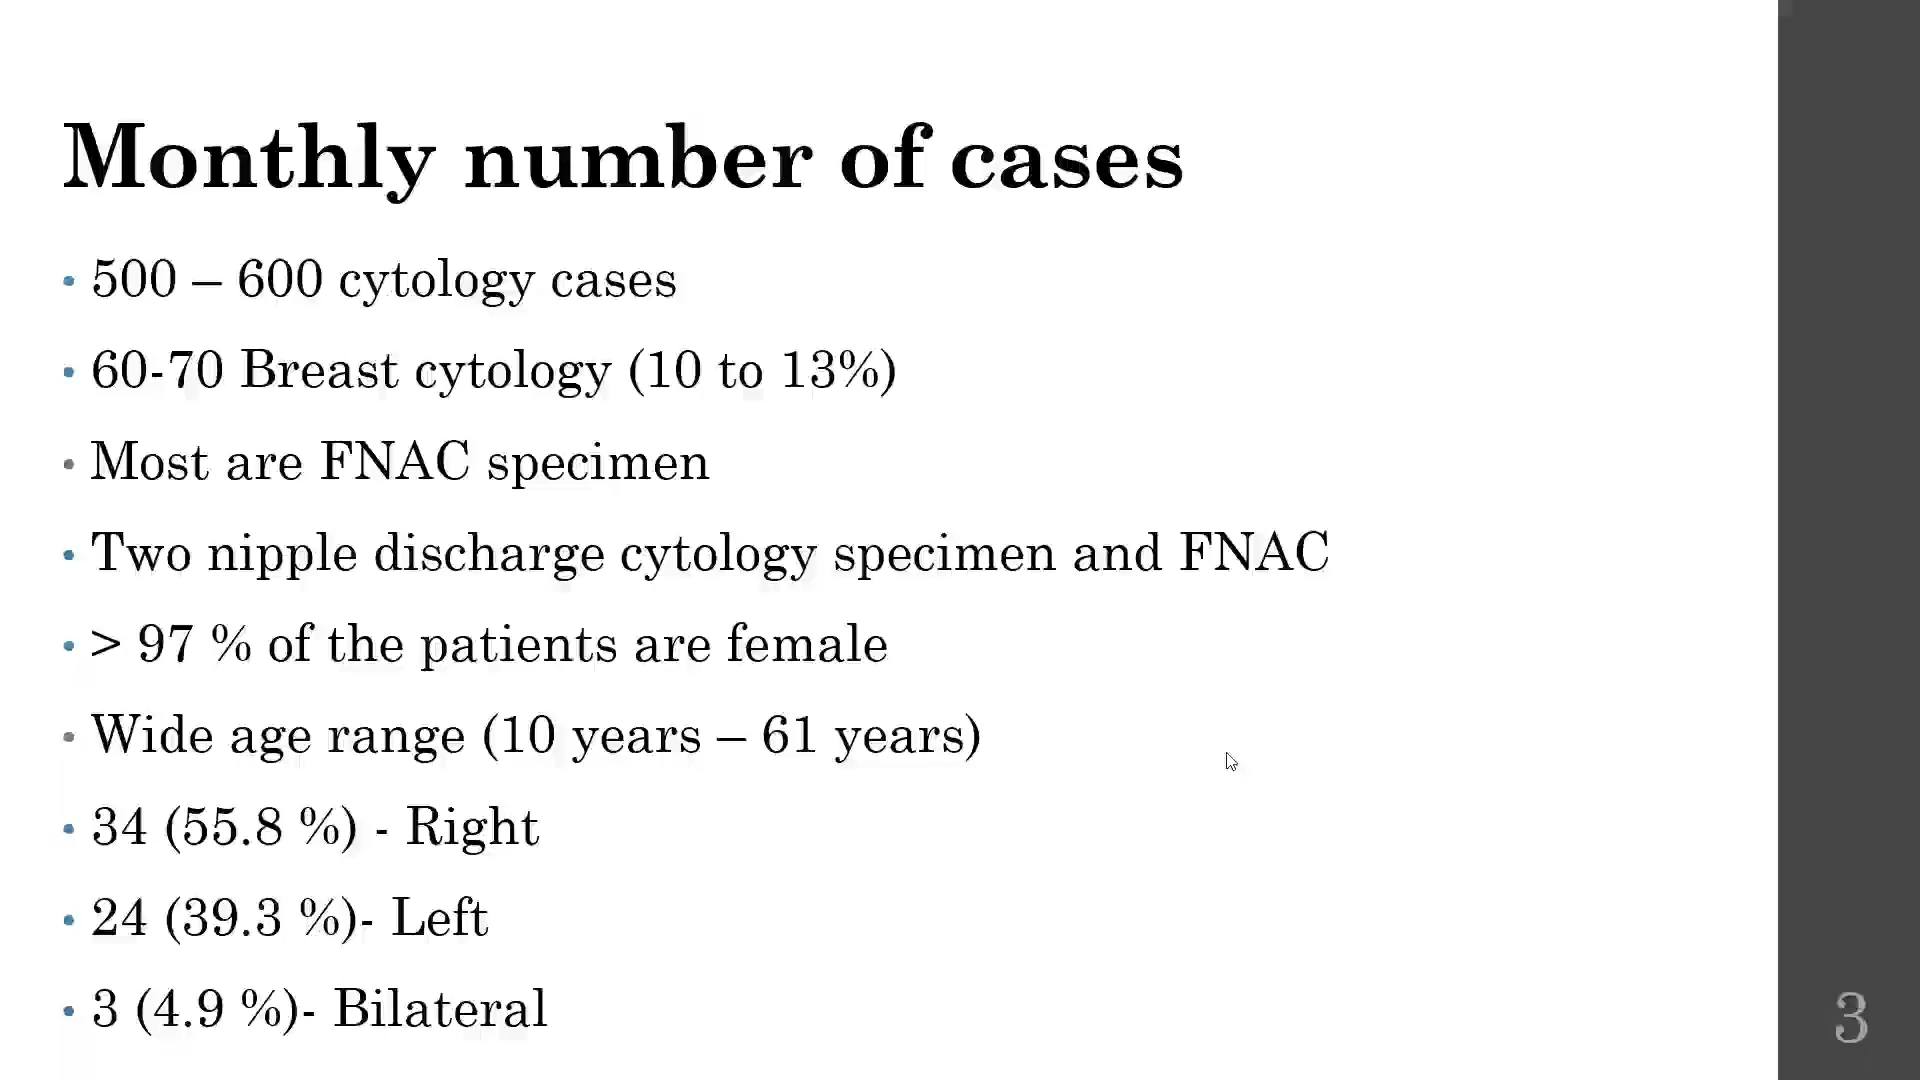 Monthly number of cases
• 500 – 600 cytology cases
• 60-70 Breast cytology (10 to 13%)
• Most are FNAC specimen
• Two nipple discharge cytology specimen and FNAC
• > 97 % of the patients are female
• Wide age range (10 years – 61 years)
• 34 (55.8 %) - Right
• 24 (39.3 %)- Left
• 3 (4.9 %)- Bilateral
3